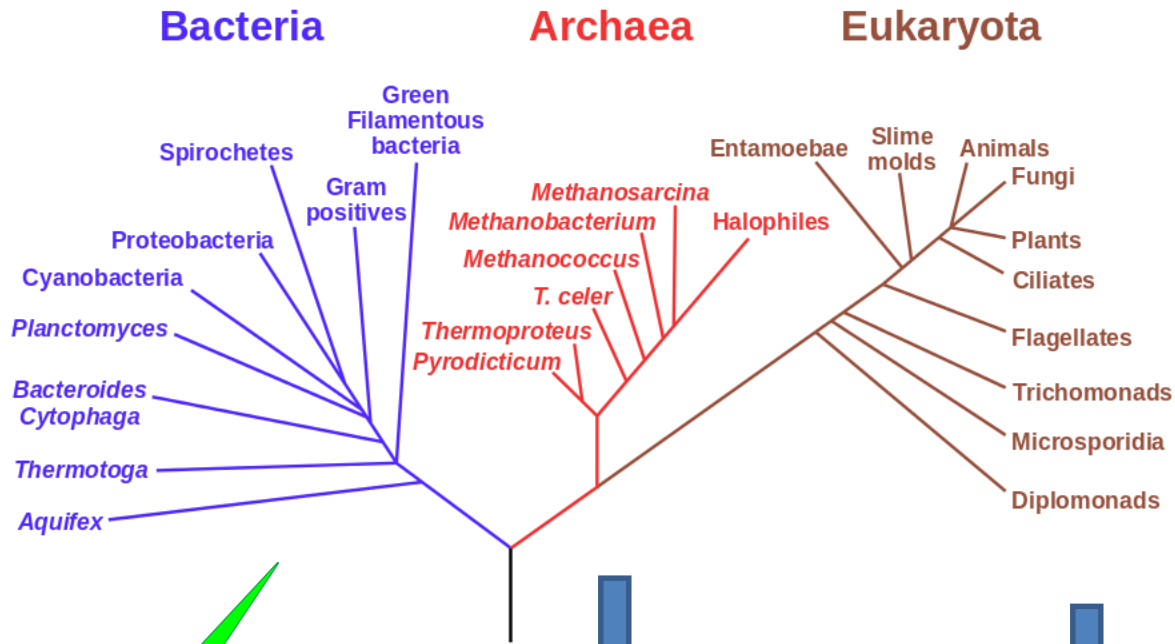 Bacteria
Archaea
Eukaryota
Green
Filamentous
bacteria
Spirochetes
Gram
positives
Proteobacteria
Cyanobacteria
Planctomyces
Bacteroides
Cytophaga
Thermotoga
Aquifex
Methanosarcina
Methanobacterium
Halophiles
Methanococcus
T. celer
Thermoproteus
Pyrodicticum
Entamoebae
Slime
molds
Animals
Fungi
Plants
Ciliates
Flagellates
Trichomonads
Microsporidia
Diplomonads